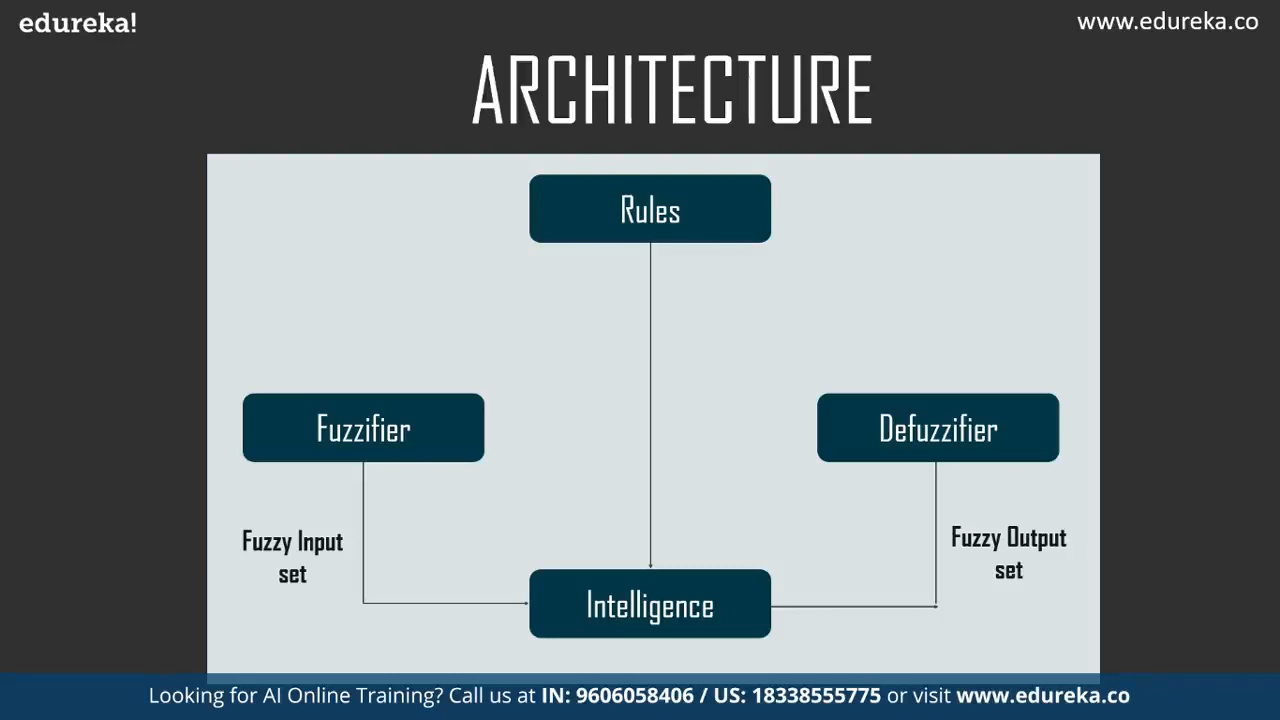 edureka!
www.edureka.co
ARCHITECTURE
Rules
Fuzzifier
Defuzzifier
Fuzzy Input
set
Fuzzy Output
set
Intelligence
Looking for AI Online Training? Call us at IN: 9606058406 / US: 18338555775 or visit www.edureka.co